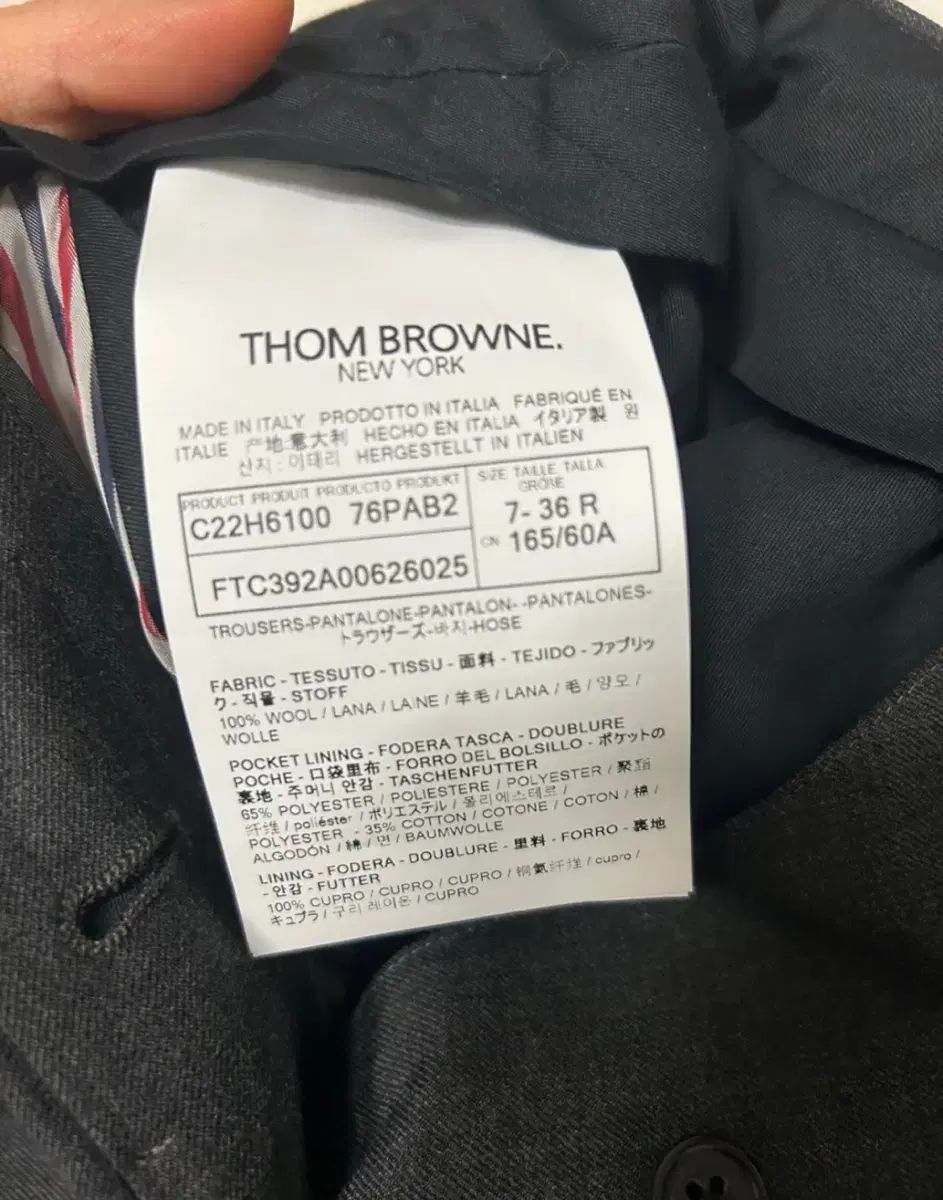 THOM BROWNE.
NEW YORK
MADE IN ITALY PRODOTTO IN ITALIA FABRIQUÉ EN
ITALIE 产地:意大利 HECHO EN ITALIA イタリア製 원
산지 : 이태리 HERGESTELLT IN ITALIEN
PRODUCT PRODUIT PRODUCTO PRODUKT
C22H6100 76PAB2
FTC392A00626025
SIZE TAILLE TALLA
GRÖßE
7- 36 R
CN 165/60A
TROUSERS-PANTALONE-PANTALON- -PANTALONES-
トラウザーズ-바지-HOSE
FABRIC - TESSUTO - TISSU - 面料 - TEJIDO - ファブリッ
ク - 직물 - STOFF
100% WOOL / LANA / LAINE / 羊毛 / LANA / 毛 / 양모 /
WOLLE
POCKET LINING - FODERA TASCA - DOUBLURE
POCHE - 口袋里布 - FORRO DEL BOLSILLO - ポケットの
裏地 - 주머니 안감 - TASCHENFUTTER
65% POLYESTER / POLIESTERE / POLYESTER / 聚酯
纤维 / poliéster / ポリエステル / 폴리에스테르 /
POLYESTER - 35% COTTON / COTONE / COTON / 棉 /
ALGODÓN / 綿 / 면 / BAUMWOLLE
LINING - FODERA - DOUBLURE - 里料 - FORRO - 裏地
- 안감 - FUTTER
100% CUPRO / CUPRO / CUPRO / 铜氨纤维 / cupro /
キュプラ / 구리 레이온 / CUPRO